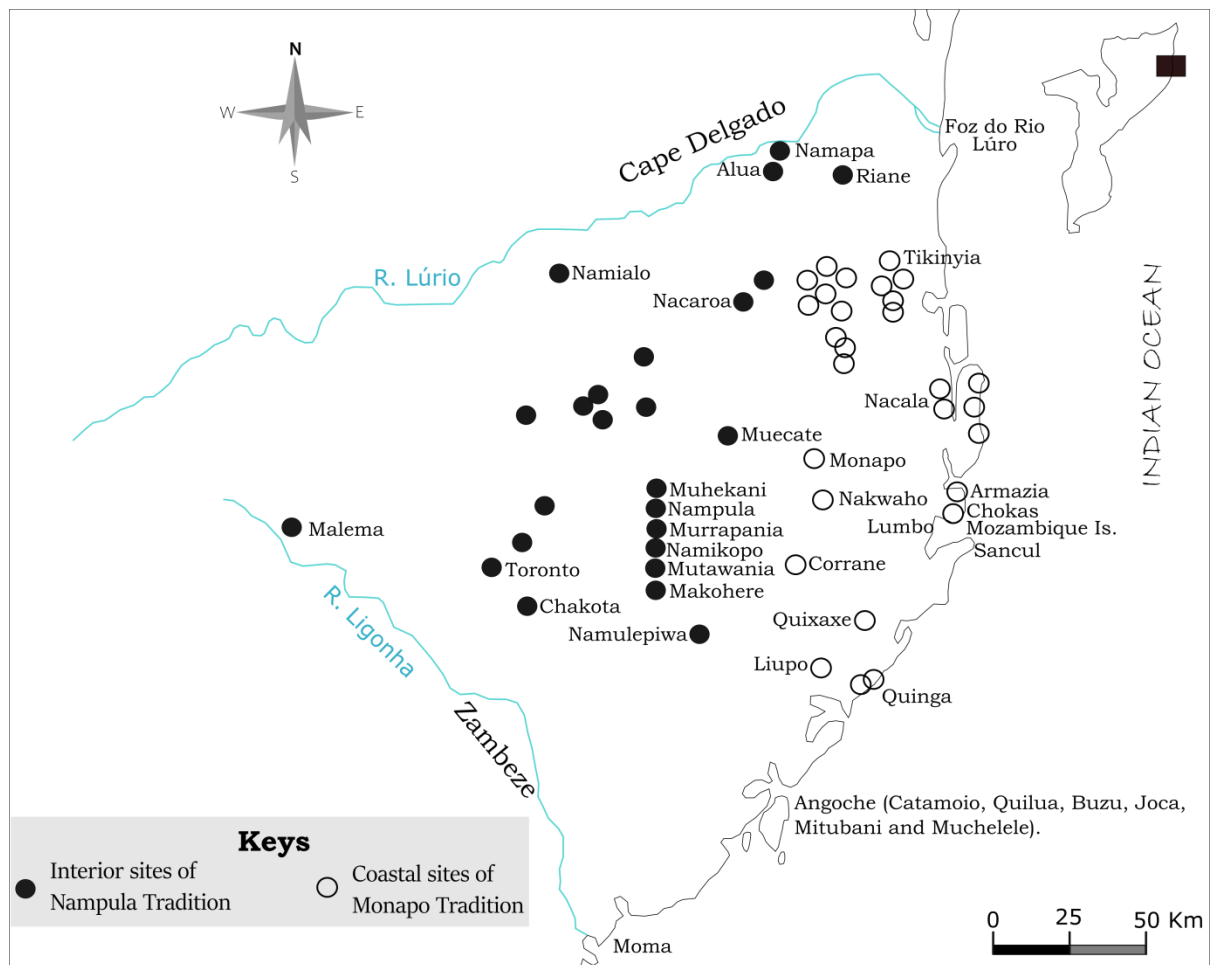 N
W
E
S
Cape Delgado
Foz do Rio
Lúro
Namapa
Alua
Riane
R. Lúrio
Tikinyia
Namialo
Nacaroa
INDIAN OCEAN
Nacala
Muecate
Monapo
Muhekani
Nakwaho
Armazia
Nampula
Chokas
Malema
Murrapania
Lumbo
Mozambique Is.
Namikopo
Sancul
Toronto
Mutawania
Corrane
Chakota
Makohere
R. Ligonha
Namulepiwa
Quixaxe
Liupo
Quinga
Zambeze
Angoche (Catamoio, Quilua, Buzu, Joca,
Mitubani and Muchelele).
Keys
Interior sites of
Nampula Tradition
Coastal sites of
Monapo Tradition
Moma
0 25 50 Km